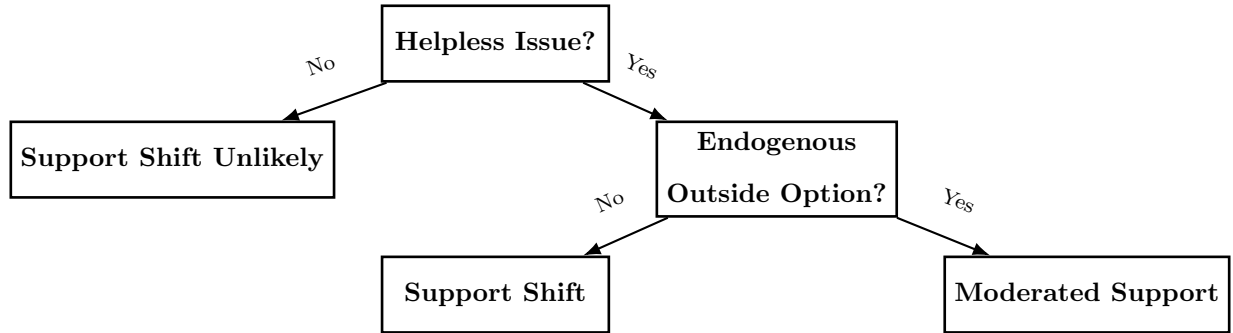 Helpless Issue?
No
Yes
Support Shift Unlikely
Endogenous
Outside Option?
No
Yes
Support Shift
Moderated Support